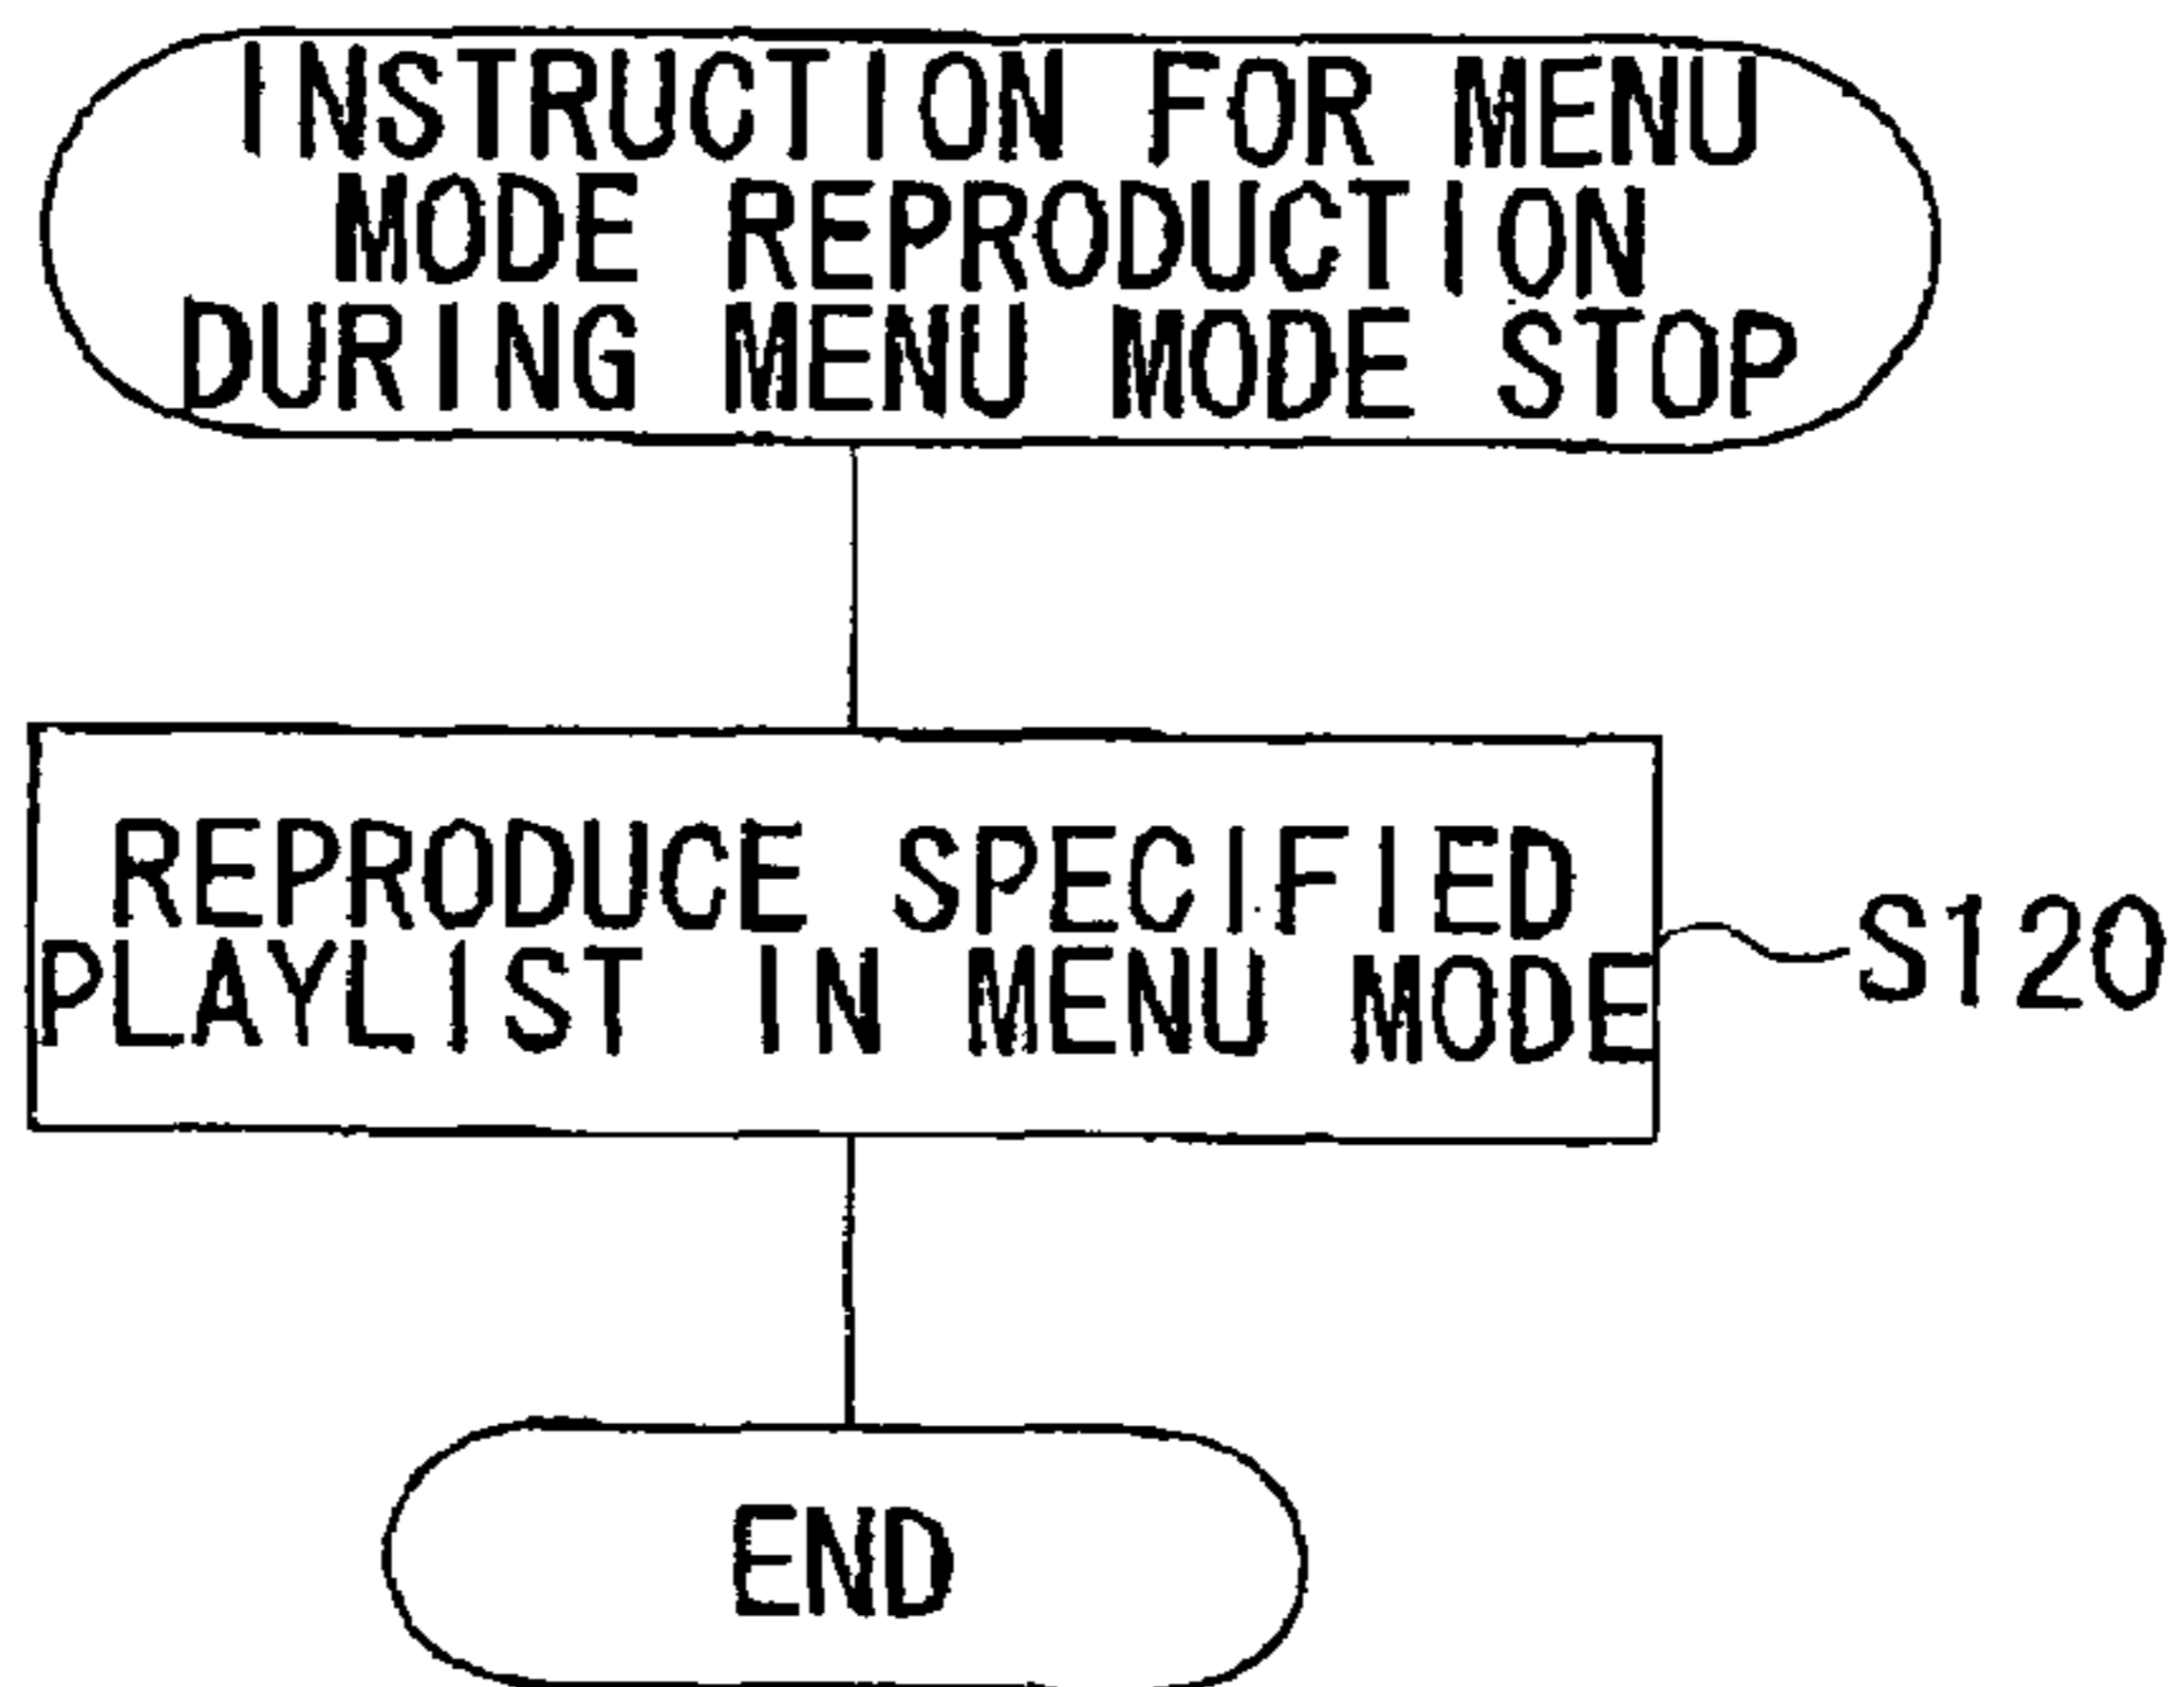 INSTRUCTION FOR MENU
MODE REPRODUCTION
DURING MENU MODE STOP
REPRODUCE SPECIFIED
PLAYLIST IN MENU MODE
S120
END